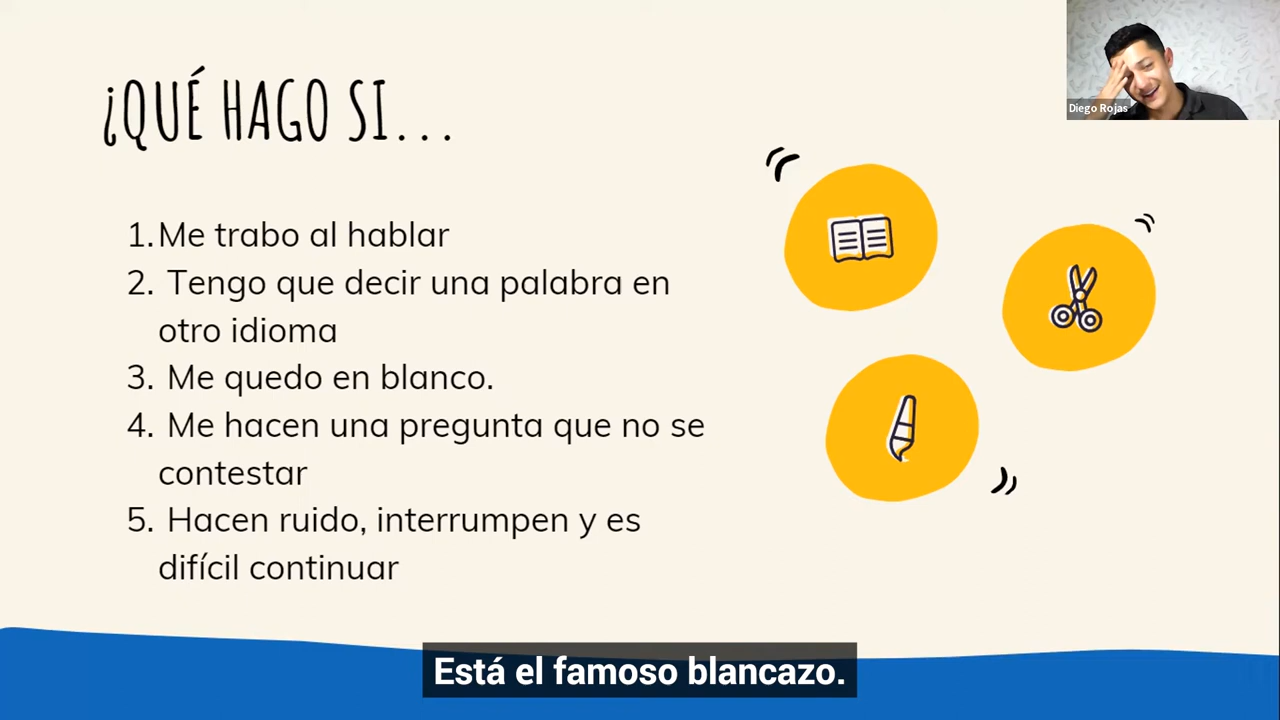 ¿QUÉ HAGO SI...
Diego Rojas
1.Me trabo al hablar
2. Tengo que decir una palabra en
otro idioma
3. Me quedo en blanco.
4. Me hacen una pregunta que no se
contestar
5. Hacen ruido, interrumpen y es
difícil continuar
Está el famoso blancazo.